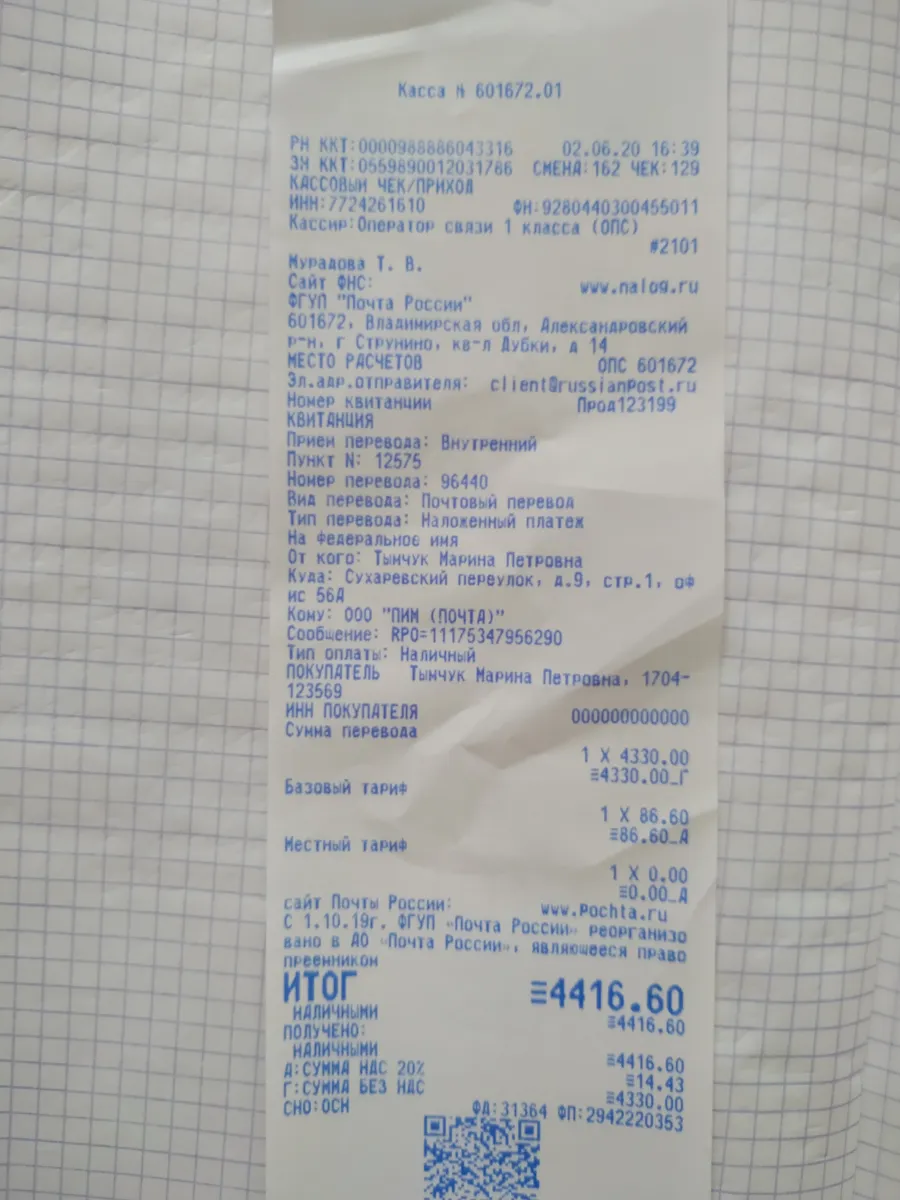 Касса N 601672.01
РН ККТ:0000988886043316 02.06.20 16:39
ЗН ККТ:0559890012031786 СМЕНА:162 ЧЕК:129
КАССОВЫЙ ЧЕК/ПРИХОД
ИНН:7724261610 ФН:9280440300455011
Кассир:Оператор связи 1 класса (ОПС)
#2101
Мурадова Т. В.
Сайт ФНС: www.nalog.ru
ФГУП "Почта России"
601672, Владимирская обл, Александровский
р-н, г Струнино, кв-л Дубки, д 14
МЕСТО РАСЧЕТОВ ОПС 601672
Эл.адр.отправителя: client@russianPost.ru
Номер квитанции Прод123199
КВИТАНЦИЯ
Прием перевода: Внутренний
Пункт N: 12575
Номер перевода: 96440
Вид перевода: Почтовый перевод
Тип перевода: Наложенный платеж
На федеральное имя
От кого: Тымчук Марина Петровна
Куда: Сухаревский переулок, д.9, стр.1, оф
ис 56А
Кому: ООО "ПИМ (ПОЧТА)"
Сообщение: RPO=11175347956290
Тип оплаты: Наличный
ПОКУПАТЕЛЬ Тымчук Марина Петровна, 1704-
123569
ИНН ПОКУПАТЕЛЯ 000000000000
Сумма перевода
1 X 4330.00
≡4330.00_Г
Базовый тариф
1 X 86.60
≡86.60_А
Местный тариф
1 X 0.00
≡0.00_А
сайт Почты России: www.Pochta.ru
С 1.10.19г. ФГУП «Почта России» реорганизо
вано в АО «Почта России», являющееся право
преемником
ИТОГ ≡4416.60
НАЛИЧНЫМИ ≡4416.60
ПОЛУЧЕНО:
НАЛИЧНЫМИ ≡4416.60
А:СУММА НДС 20% ≡14.43
Г:СУММА БЕЗ НДС ≡4330.00
СНО:ОСН ФД:31364 ФП:2942220353